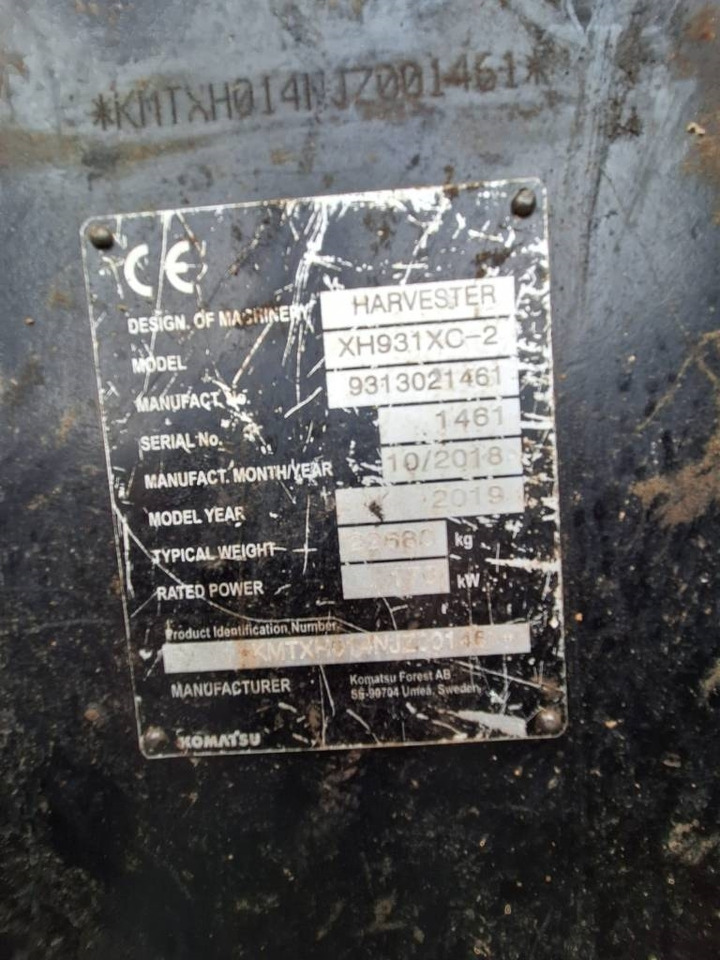 *KMTXH014NJZ001461*
CE
DESIGN. OF MACHINERY HARVESTER
MODEL XH931XC-2
MANUFACT. No. 9313021461
SERIAL No. 1461
MANUFACT. MONTH/YEAR 10/2018
MODEL YEAR 2019
TYPICAL WEIGHT kg
RATED POWER kW
Product Identification Number
MANUFACTURER Komatsu Forest AB
SE-90704 Umeå, Sweden
KOMATSU